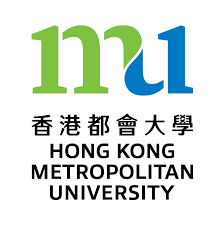 mu
香港都會大學
HONG KONG
METROPOLITAN
UNIVERSITY